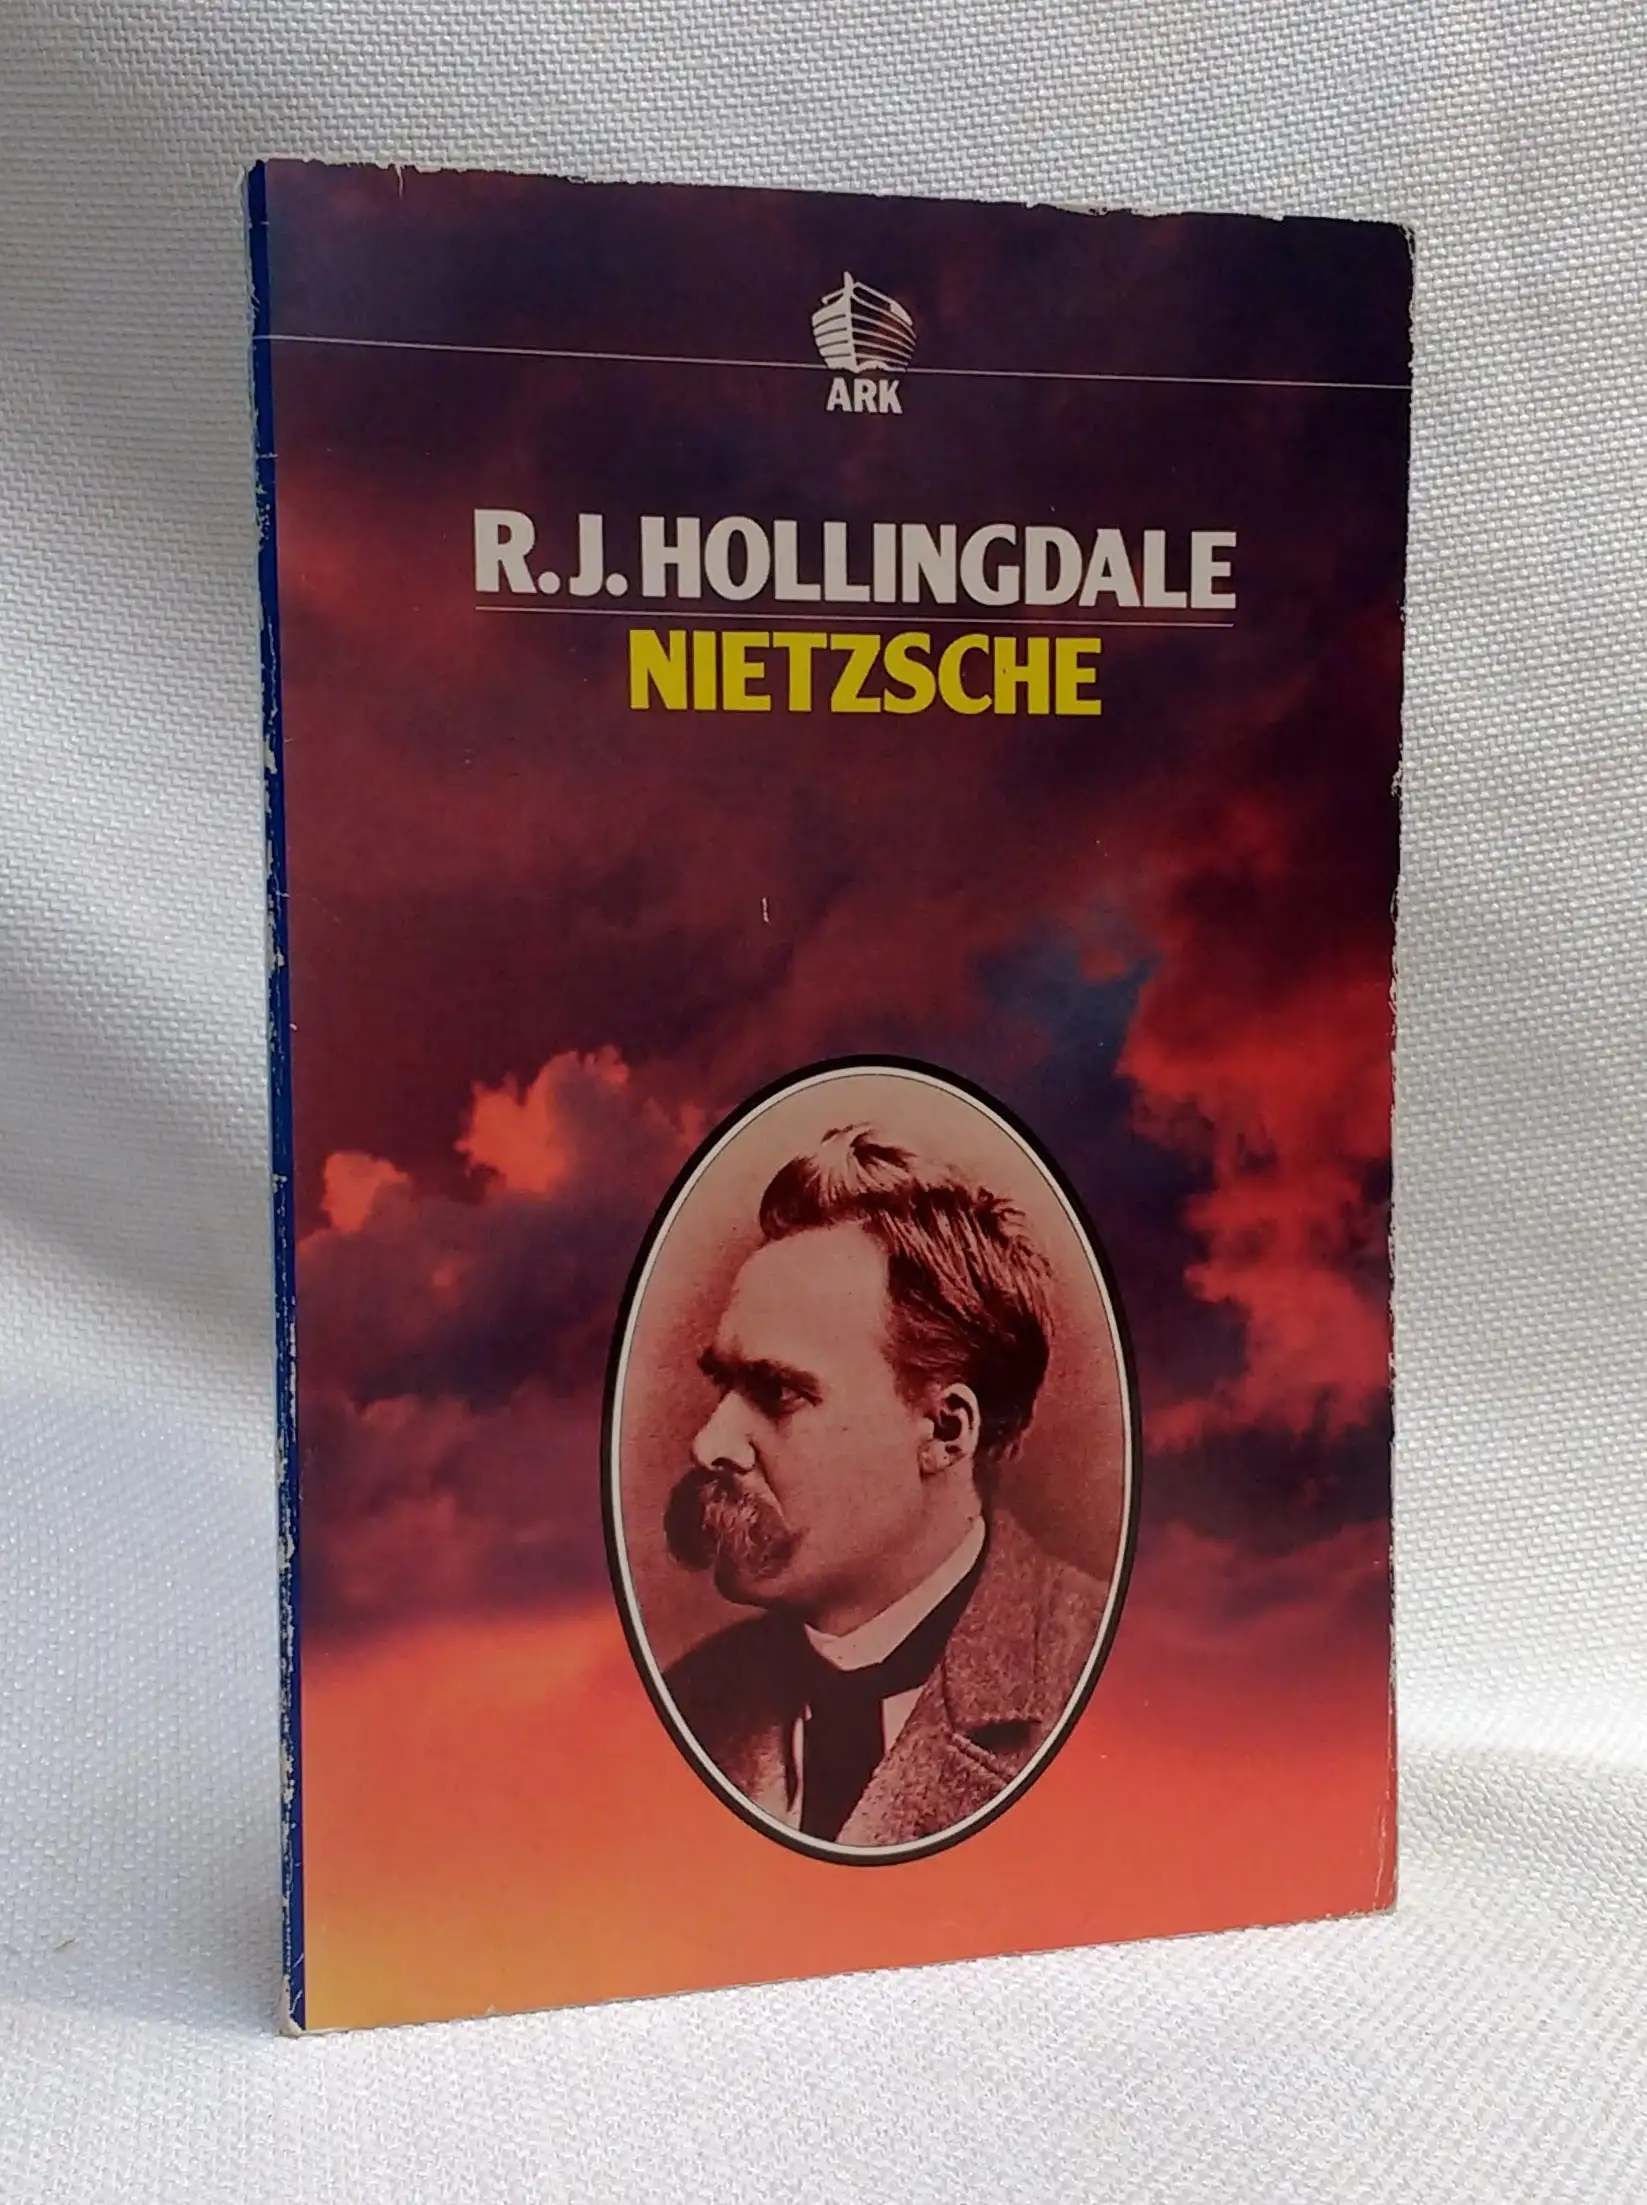 ARK
R.J. HOLLINGDALE
NIETZSCHE